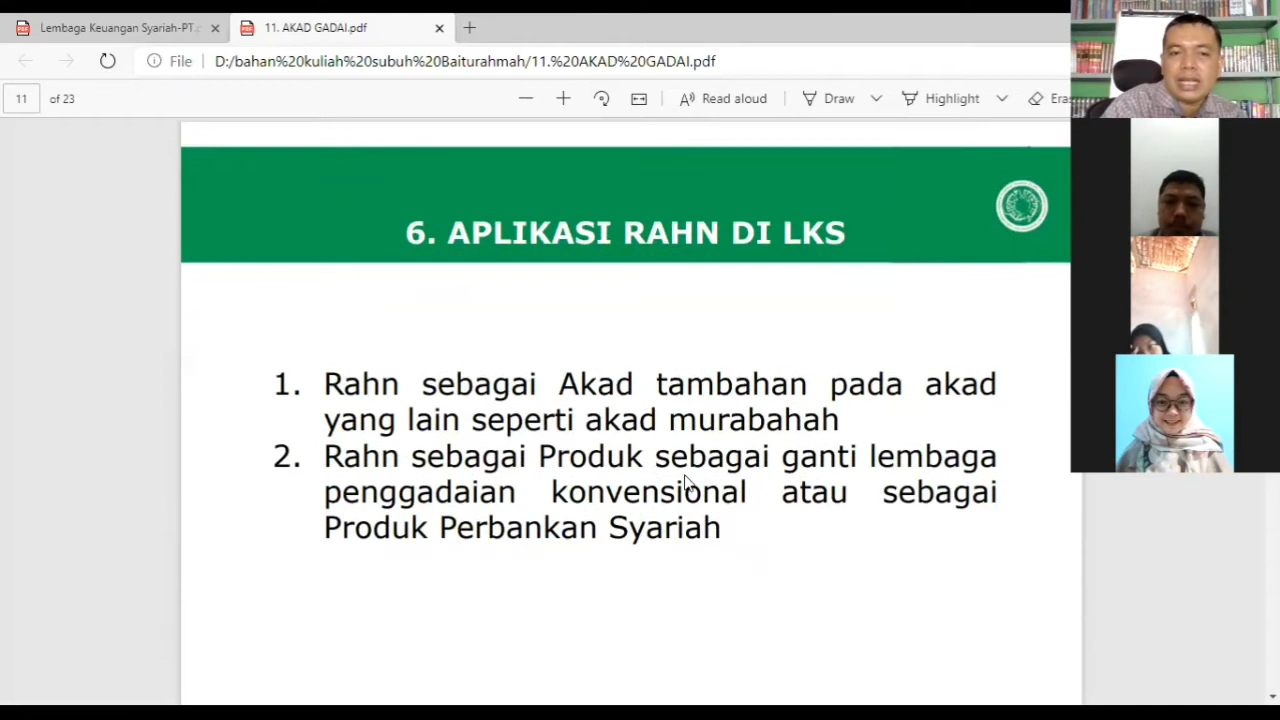 Lembaga Keuangan Syariah-PT.
11. AKAD GADAI.pdf
File
D:/bahan%20kuliah%20subuh%20Baiturahmah/11.%20AKAD%20GADAI.pdf
11 of 23
Read aloud
Draw
Highlight
Eras
6. APLIKASI RAHN DI LKS
1. Rahn sebagai Akad tambahan pada akad
yang lain seperti akad murabahah
2. Rahn sebagai Produk sebagai ganti lembaga
penggadaian konvensional atau sebagai
Produk Perbankan Syariah